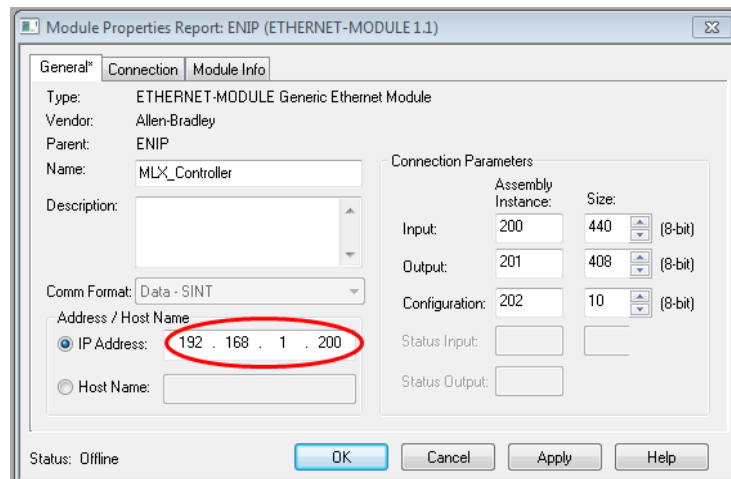 Module Properties Report: ENIP (ETHERNET-MODULE 1.1)
General* Connection Module Info
Type: ETHERNET-MODULE Generic Ethernet Module
Vendor: Allen-Bradley
Parent: ENIP
Name: MLX_Controller
Description:
Comm Format: Data - SINT
Address / Host Name
IP Address: 192 . 168 . 1 . 200
Host Name:
Connection Parameters
Assembly
Instance: Size:
Input: 200 440 (8-bit)
Output: 201 408 (8-bit)
Configuration: 202 10 (8-bit)
Status Input:
Status Output:
Status: Offline OK Cancel Apply Help